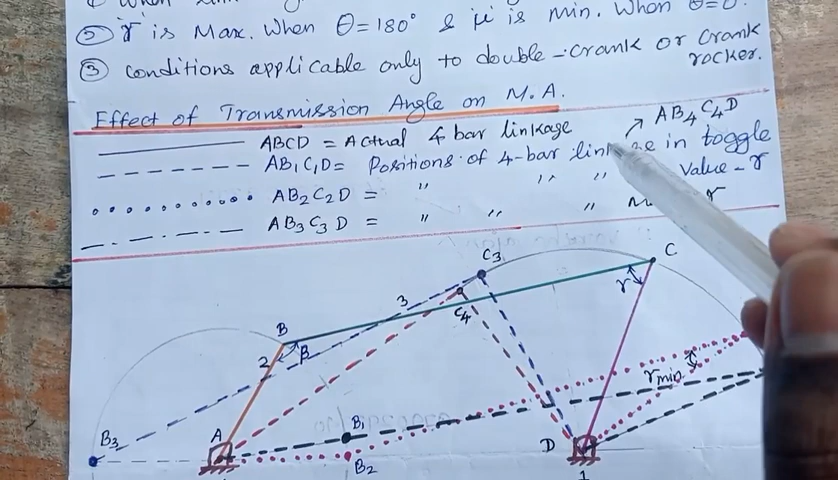 ② γ is Max. When θ=180° & μ is Min. When θ=0.
③ Conditions applicable only to double-crank or crank
rocker.
Effect of Transmission Angle on M.A.
ABCD = Actual 4 bar linkage
AB₄C₄D
AB₁C₁D = Positions of 4-bar in toggle
AB₂C₂D = " " " Value - γ
AB₃C₃D = " " " γ
C₃
C
3
γ
C₄
B
2
β
γmin.
B₃
A
B₁
B₂
D
1